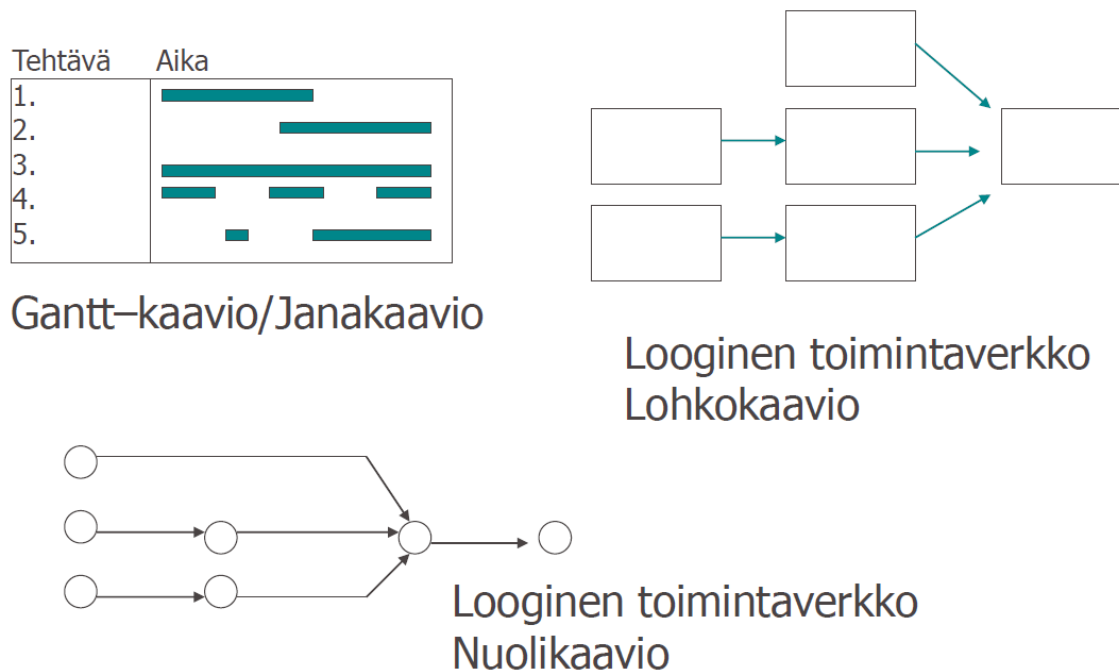 Tehtävä Aika
1.
2.
3.
4.
5.
Gantt–kaavio/Janakaavio
Looginen toimintaverkko
Lohkokaavio
Looginen toimintaverkko
Nuolikaavio